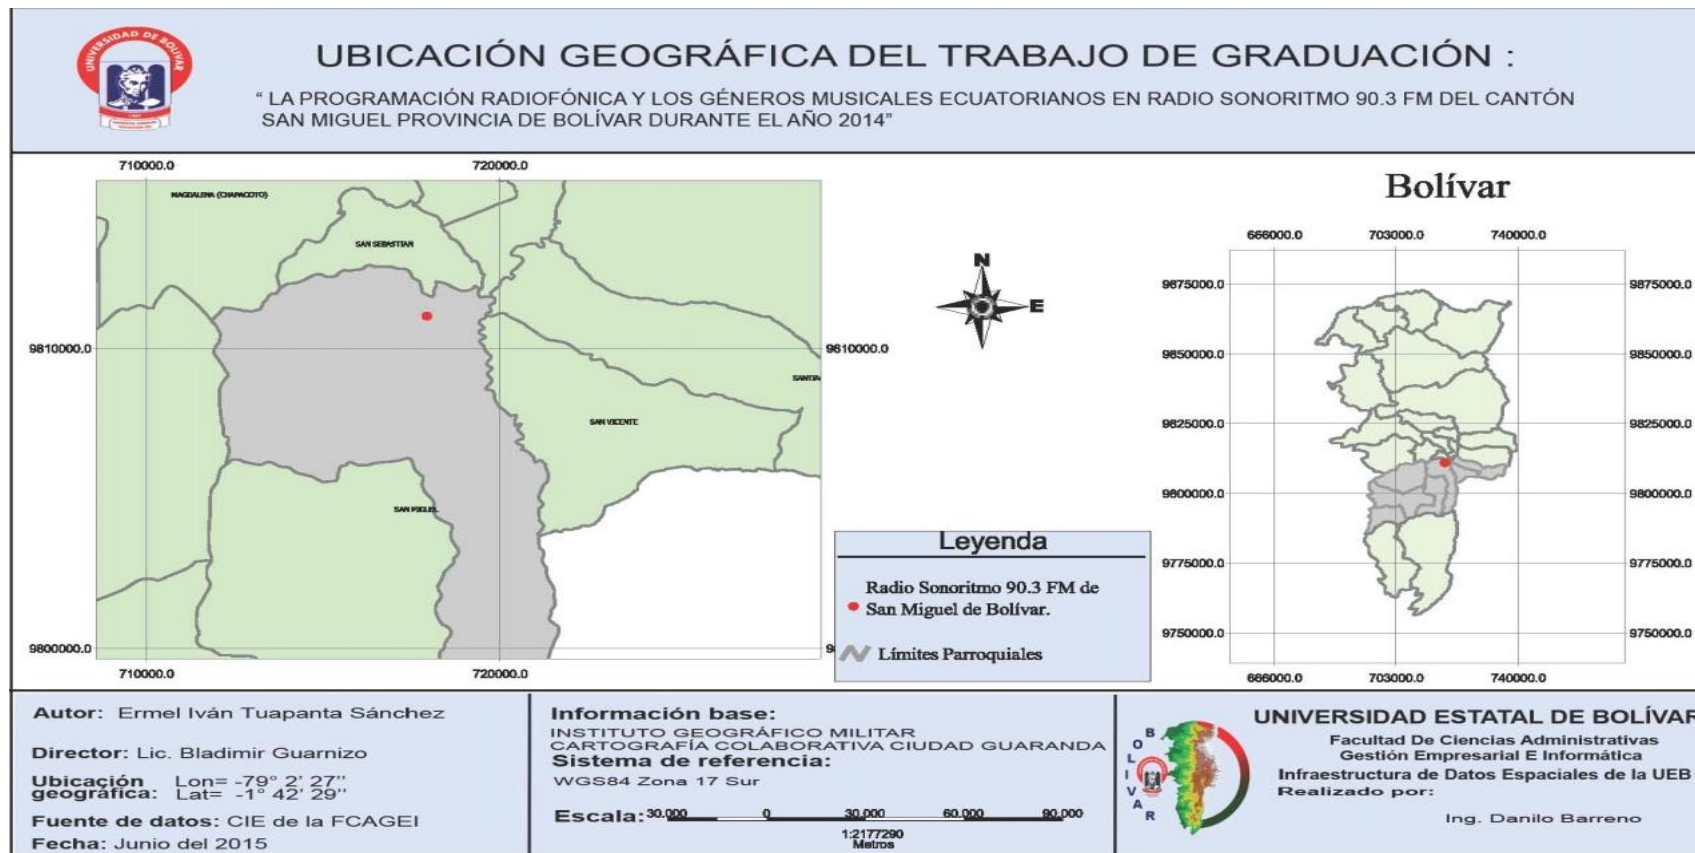 UNIVERSIDAD DE BOLIVAR
UBICACIÓN GEOGRÁFICA DEL TRABAJO DE GRADUACIÓN :
“ LA PROGRAMACIÓN RADIOFÓNICA Y LOS GÉNEROS MUSICALES ECUATORIANOS EN RADIO SONORITMO 90.3 FM DEL CANTÓN
SAN MIGUEL PROVINCIA DE BOLÍVAR DURANTE EL AÑO 2014”
710000.0 720000.0
MAGDALENA (CHAPACOTO)
SAN SEBASTIAN
9810000.0 9810000.0
SANTIA
SAN VICENTE
SAN MIGUEL
9800000.0 9
710000.0 720000.0
N
E
Leyenda
Radio Sonoritmo 90.3 FM de
San Miguel de Bolívar.
Límites Parroquiales
Bolívar
666000.0 703000.0 740000.0
9875000.0 9875000.0
9850000.0 9850000.0
9825000.0 9825000.0
9800000.0 9800000.0
9775000.0 9775000.0
9750000.0 9750000.0
666000.0 703000.0 740000.0
Autor: Ermel Iván Tuapanta Sánchez
Director: Lic. Bladimir Guarnizo
Ubicación Lon= -79° 2' 27''
geográfica: Lat= -1° 42' 29''
Fuente de datos: CIE de la FCAGEI
Fecha: Junio del 2015
Información base:
INSTITUTO GEOGRÁFICO MILITAR
CARTOGRAFÍA COLABORATIVA CIUDAD GUARANDA
Sistema de referencia:
WGS84 Zona 17 Sur
Escala: 30.000 0 30.000 60.000 90.000
1:2177290
Metros
BOLIVAR
UNIVERSIDAD ESTATAL DE BOLÍVAR
Facultad De Ciencias Administrativas
Gestión Empresarial E Informática
Infraestructura de Datos Espaciales de la UEB
Realizado por:
Ing. Danilo Barreno